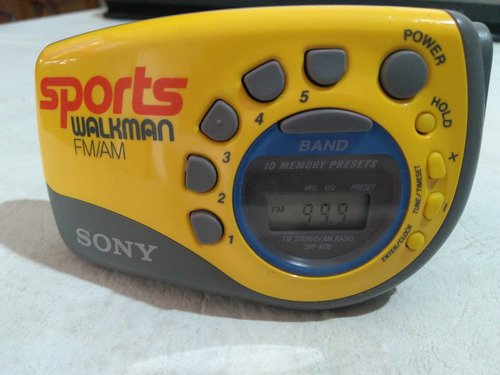 sports
WALKMAN
FM/AM
SONY
1
2
3
4
5
POWER
HOLD
+
TUNE/TIMESET
−
ENTER/CLOCK
BAND
10 MEMORY PRESETS
MHz kHz PRESET
FM 99.9
FM STEREO/AM RADIO